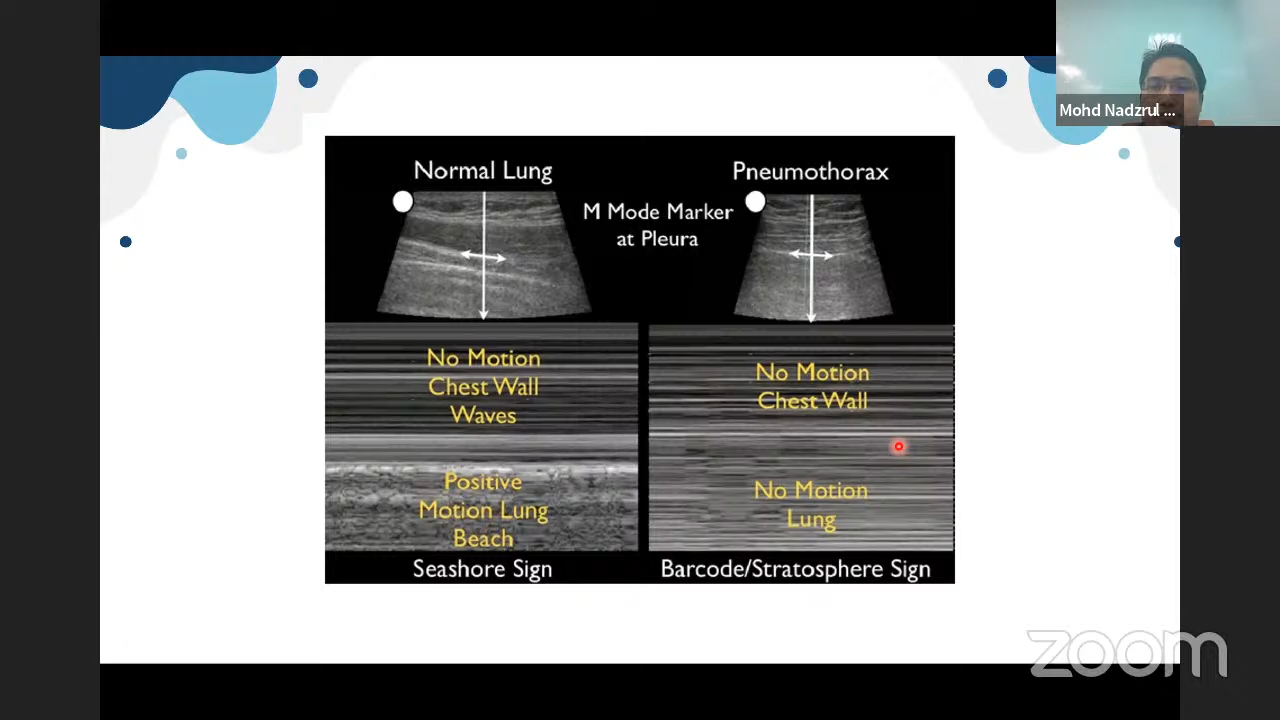 Mohd Nadzrul ...
Normal Lung
Pneumothorax
M Mode Marker
at Pleura
No Motion
Chest Wall
Waves
Positive
Motion Lung
Beach
Seashore Sign
No Motion
Chest Wall
No Motion
Lung
Barcode/Stratosphere Sign
zoom